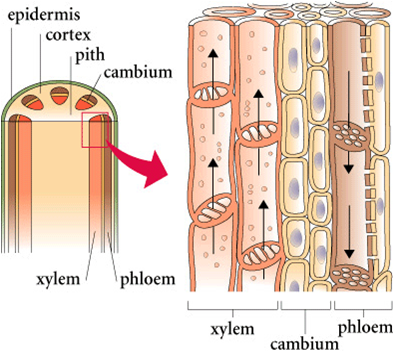 epidermis
cortex
pith
cambium
xylem
phloem
xylem
cambium
phloem